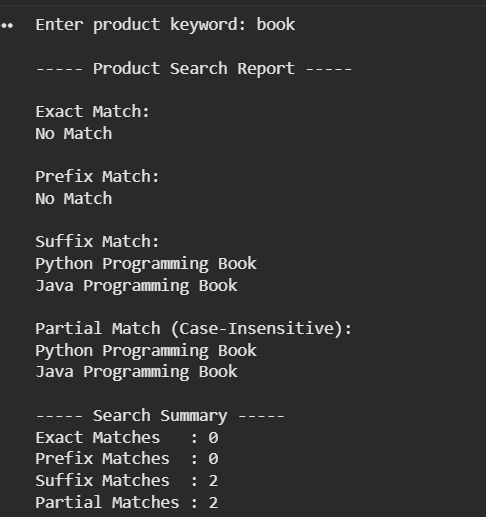 Enter product keyword: book
----- Product Search Report -----
Exact Match:
No Match
Prefix Match:
No Match
Suffix Match:
Python Programming Book
Java Programming Book
Partial Match (Case-Insensitive):
Python Programming Book
Java Programming Book
----- Search Summary -----
Exact Matches   : 0
Prefix Matches  : 0
Suffix Matches  : 2
Partial Matches : 2